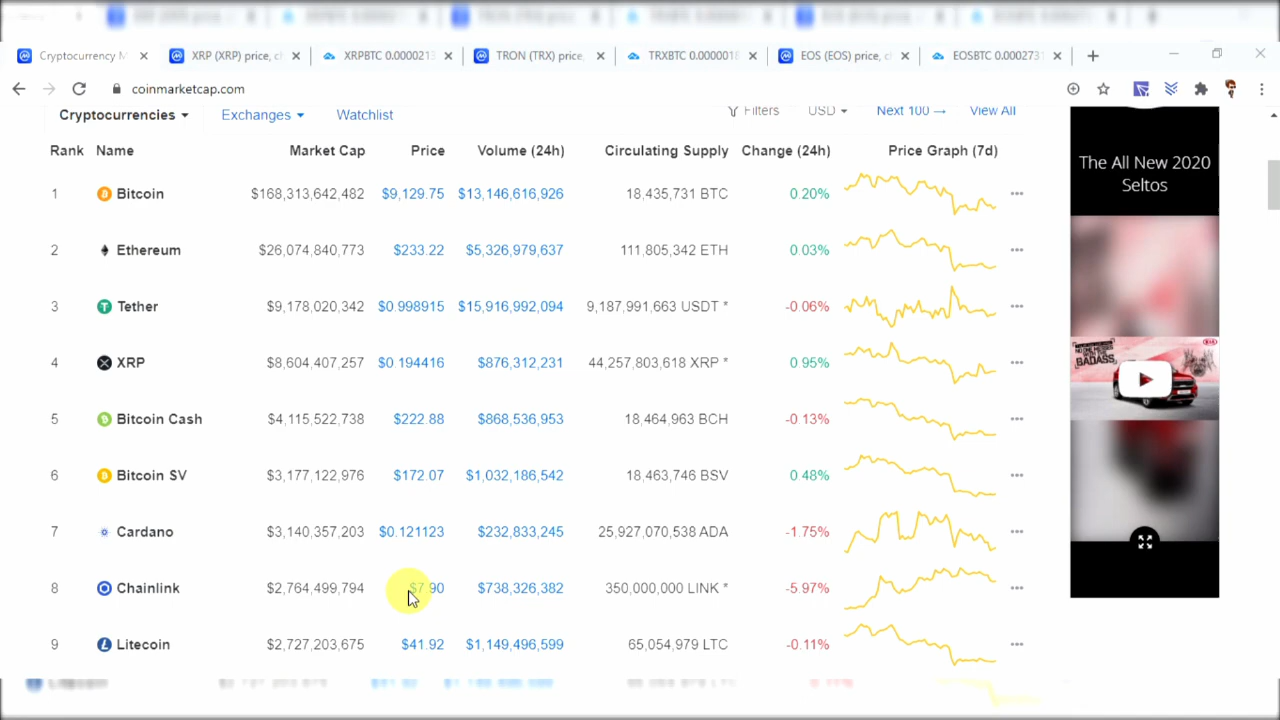 Cryptocurrency M XRP (XRP) price, c XRPBTC 0.0000213 TRON (TRX) price, TRXBTC 0.0000018 EOS (EOS) price, c EOSBTC 0.0002731
coinmarketcap.com
Cryptocurrencies Exchanges Watchlist Filters USD Next 100 → View All
Rank Name Market Cap Price Volume (24h) Circulating Supply Change (24h) Price Graph (7d)
1 Bitcoin $168,313,642,482 $9,129.75 $13,146,616,926 18,435,731 BTC 0.20%
2 Ethereum $26,074,840,773 $233.22 $5,326,979,637 111,805,342 ETH 0.03%
3 Tether $9,178,020,342 $0.998915 $15,916,992,094 9,187,991,663 USDT * -0.06%
4 XRP $8,604,407,257 $0.194416 $876,312,231 44,257,803,618 XRP * 0.95%
5 Bitcoin Cash $4,115,522,738 $222.88 $868,536,953 18,464,963 BCH -0.13%
6 Bitcoin SV $3,177,122,976 $172.07 $1,032,186,542 18,463,746 BSV 0.48%
7 Cardano $3,140,357,203 $0.121123 $232,833,245 25,927,070,538 ADA -1.75%
8 Chainlink $2,764,499,794 $7.90 $738,326,382 350,000,000 LINK * -5.97%
9 Litecoin $2,727,203,675 $41.92 $1,149,496,599 65,054,979 LTC -0.11%
The All New 2020
Seltos
BADASS
KIA